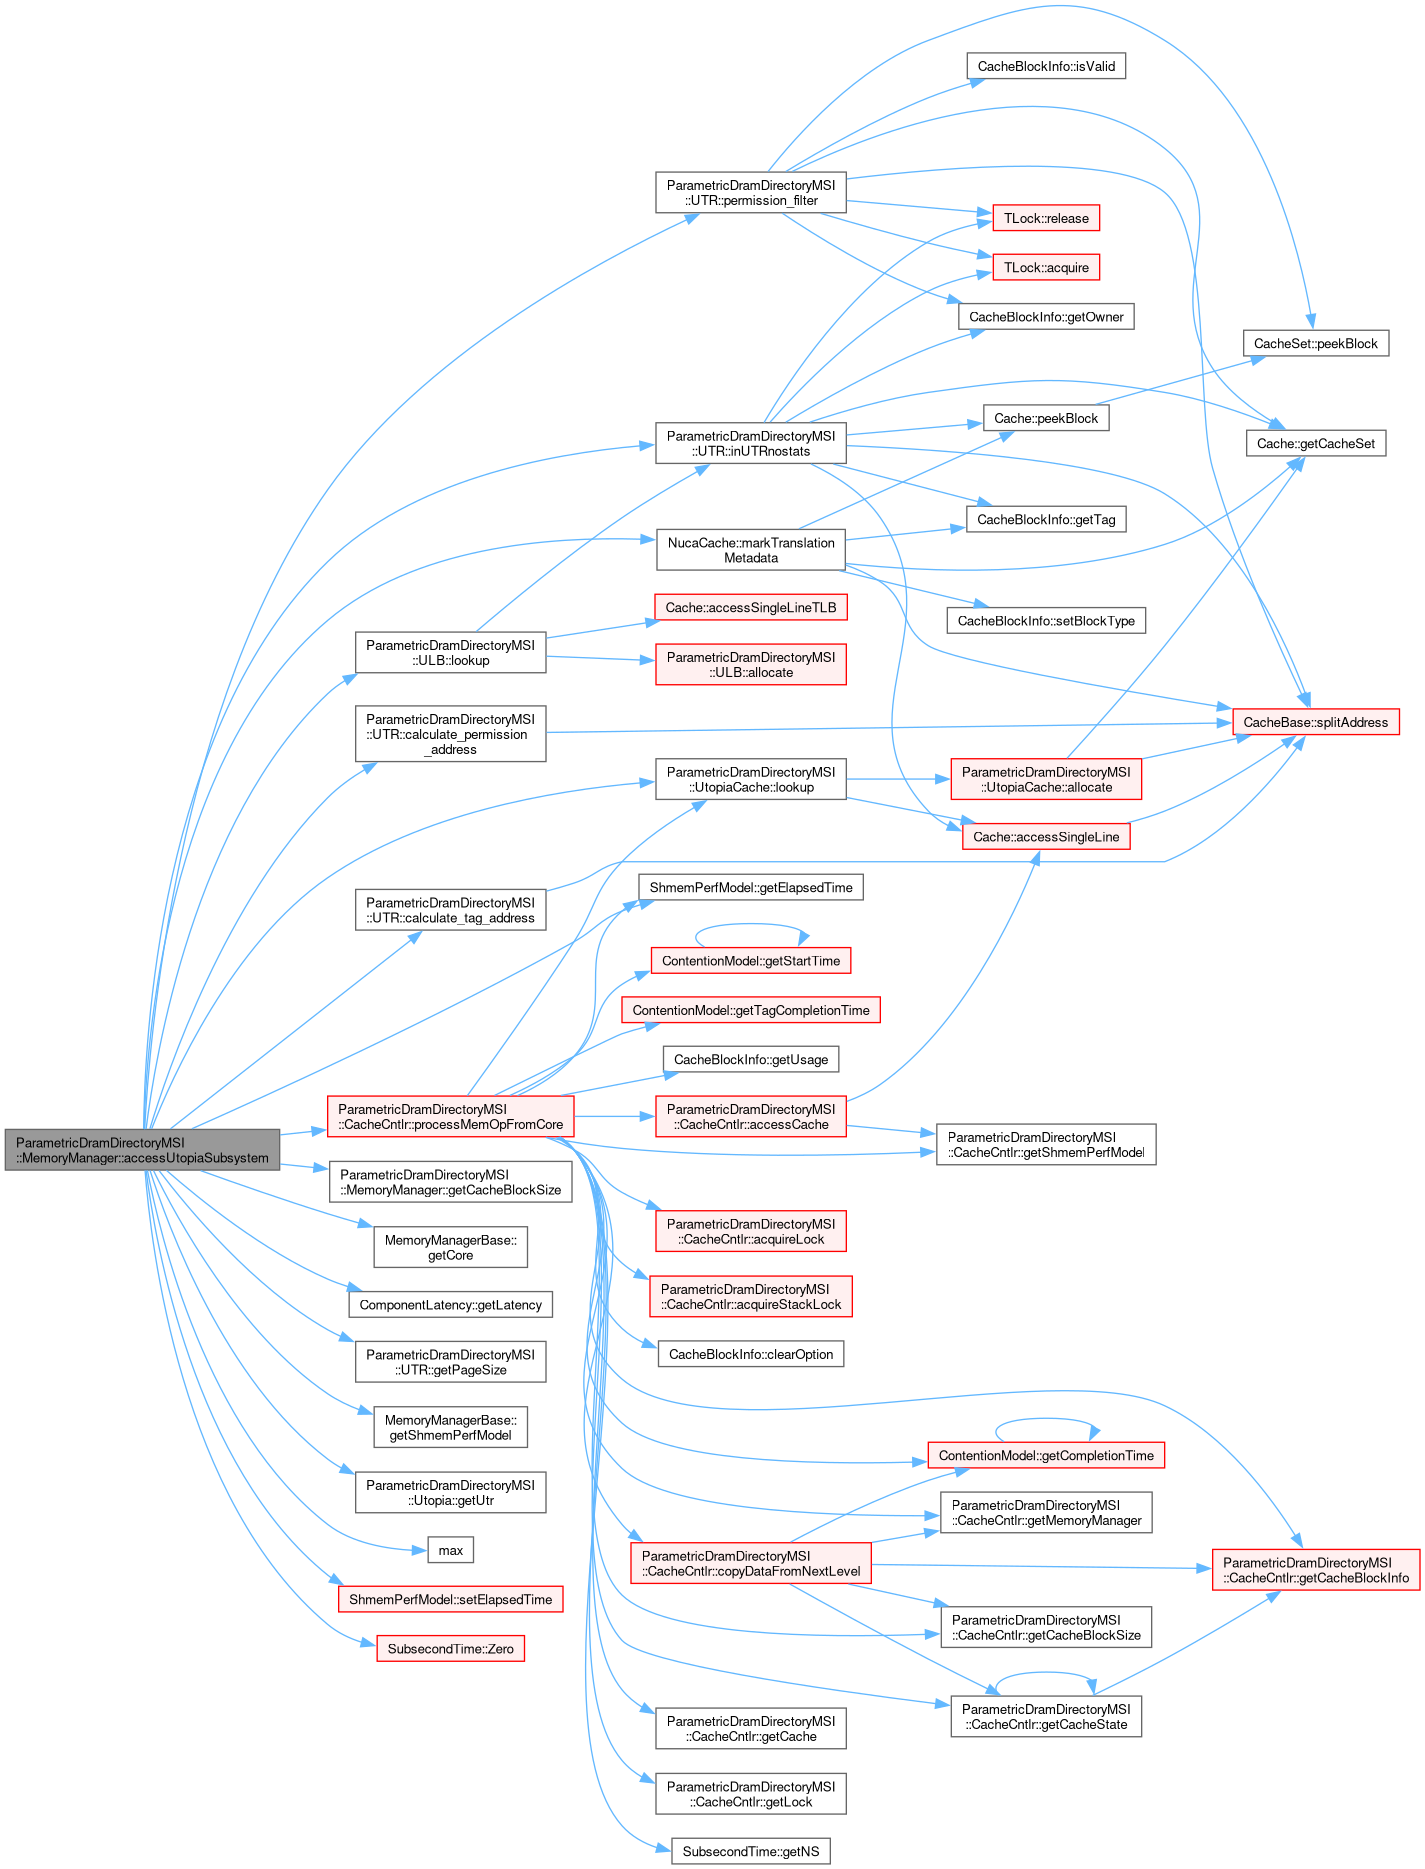 CacheBlockInfo::isValid
ParametricDramDirectoryMSI
::UTR::permission_filter
TLock::release
TLock::acquire
CacheBlockInfo::getOwner
CacheSet::peekBlock
Cache::peekBlock
ParametricDramDirectoryMSI
::UTR::inUTRnostats
Cache::getCacheSet
CacheBlockInfo::getTag
NucaCache::markTranslation
Metadata
Cache::accessSingleLineTLB
CacheBlockInfo::setBlockType
ParametricDramDirectoryMSI
::ULB::lookup
ParametricDramDirectoryMSI
::ULB::allocate
ParametricDramDirectoryMSI
::UTR::calculate_permission
_address
CacheBase::splitAddress
ParametricDramDirectoryMSI
::UtopiaCache::lookup
ParametricDramDirectoryMSI
::UtopiaCache::allocate
Cache::accessSingleLine
ShmemPerfModel::getElapsedTime
ParametricDramDirectoryMSI
::UTR::calculate_tag_address
ContentionModel::getStartTime
ContentionModel::getTagCompletionTime
CacheBlockInfo::getUsage
ParametricDramDirectoryMSI
::CacheCntlr::processMemOpFromCore
ParametricDramDirectoryMSI
::CacheCntlr::accessCache
ParametricDramDirectoryMSI
::MemoryManager::accessUtopiaSubsystem
ParametricDramDirectoryMSI
::CacheCntlr::getShmemPerfModel
ParametricDramDirectoryMSI
::MemoryManager::getCacheBlockSize
ParametricDramDirectoryMSI
::CacheCntlr::acquireLock
MemoryManagerBase::
getCore
ParametricDramDirectoryMSI
::CacheCntlr::acquireStackLock
ComponentLatency::getLatency
CacheBlockInfo::clearOption
ParametricDramDirectoryMSI
::UTR::getPageSize
MemoryManagerBase::
getShmemPerfModel
ContentionModel::getCompletionTime
ParametricDramDirectoryMSI
::Utopia::getUtr
ParametricDramDirectoryMSI
::CacheCntlr::getMemoryManager
max
ParametricDramDirectoryMSI
::CacheCntlr::copyDataFromNextLevel
ParametricDramDirectoryMSI
::CacheCntlr::getCacheBlockInfo
ShmemPerfModel::setElapsedTime
ParametricDramDirectoryMSI
::CacheCntlr::getCacheBlockSize
SubsecondTime::Zero
ParametricDramDirectoryMSI
::CacheCntlr::getCacheState
ParametricDramDirectoryMSI
::CacheCntlr::getCache
ParametricDramDirectoryMSI
::CacheCntlr::getLock
SubsecondTime::getNS